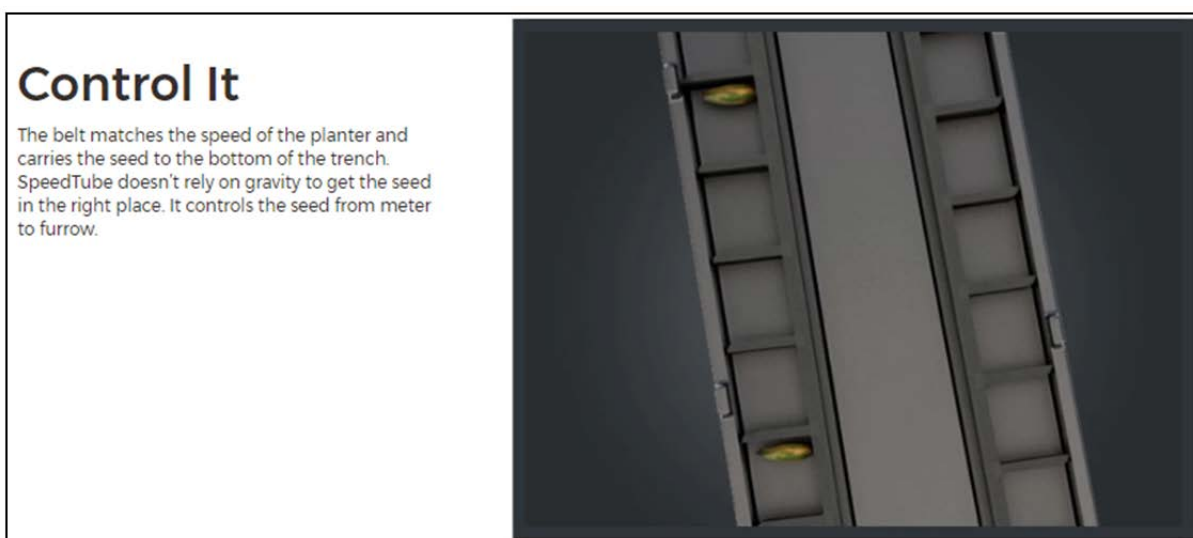 Control It
The belt matches the speed of the planter and
carries the seed to the bottom of the trench.
SpeedTube doesn't rely on gravity to get the seed
in the right place. It controls the seed from meter
to furrow.